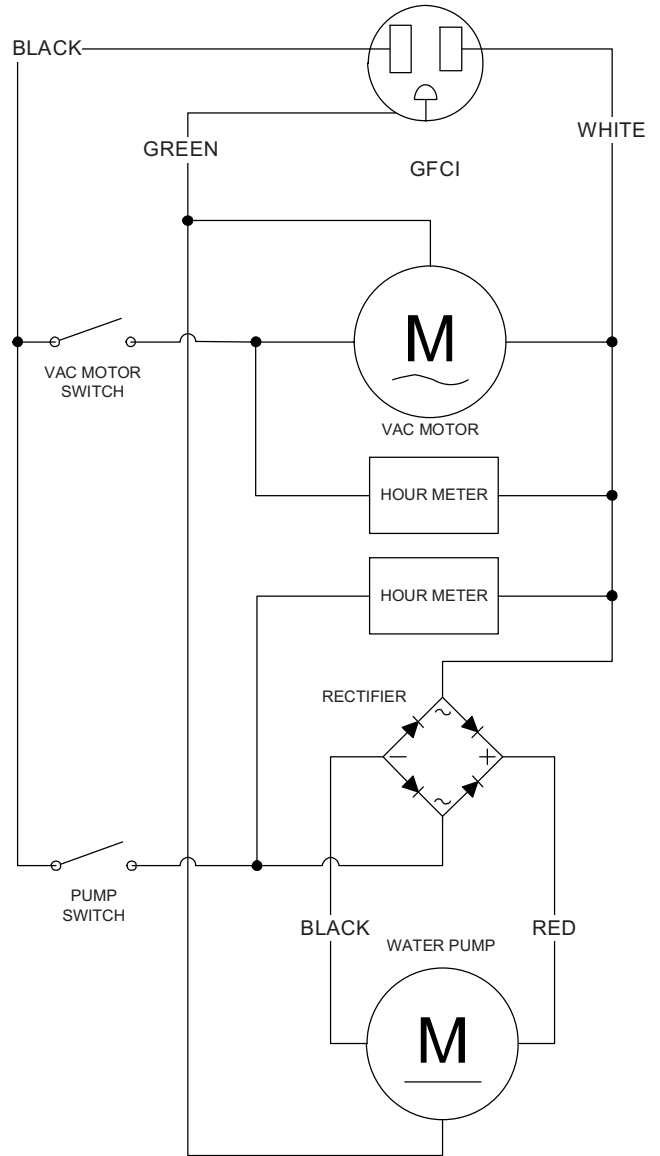 BLACK
WHITE
GREEN
GFCI
M
VAC MOTOR
SWITCH
VAC MOTOR
HOUR METER
HOUR METER
RECTIFIER
~
− +
~
PUMP
SWITCH
BLACK
WATER PUMP
RED
M